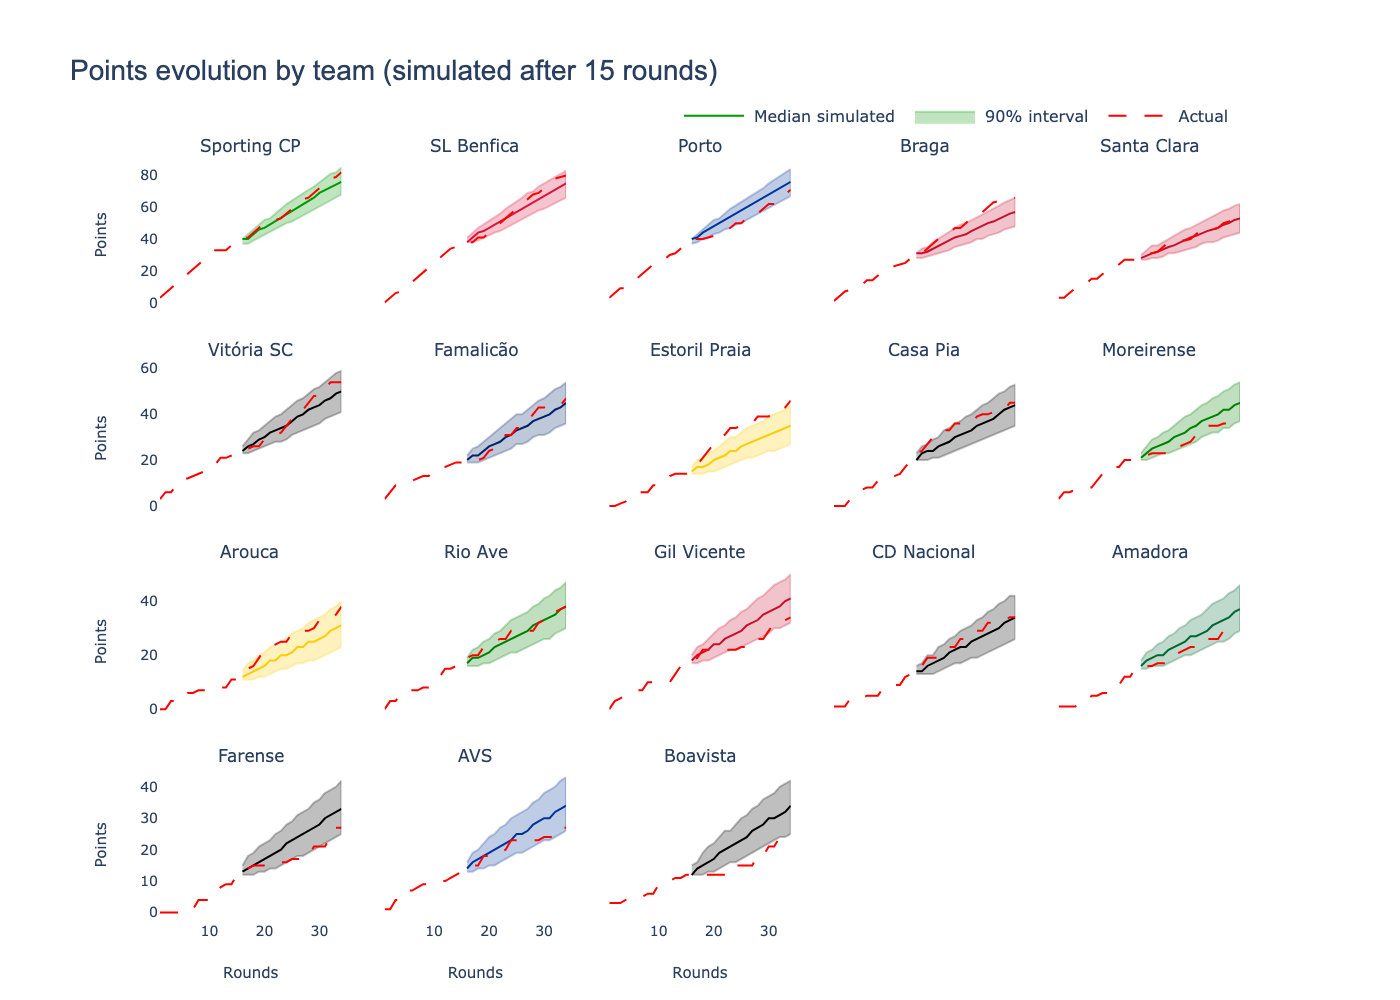 Points evolution by team (simulated after 15 rounds)
Median simulated 90% interval Actual
Sporting CP SL Benfica Porto Braga Santa Clara
80
60
40
20
0
Points
Vitória SC Famalicão Estoril Praia Casa Pia Moreirense
60
40
20
0
Points
Arouca Rio Ave Gil Vicente CD Nacional Amadora
40
20
0
Points
Farense AVS Boavista
40
30
20
10
0
Points
10 20 30 10 20 30 10 20 30
Rounds Rounds Rounds